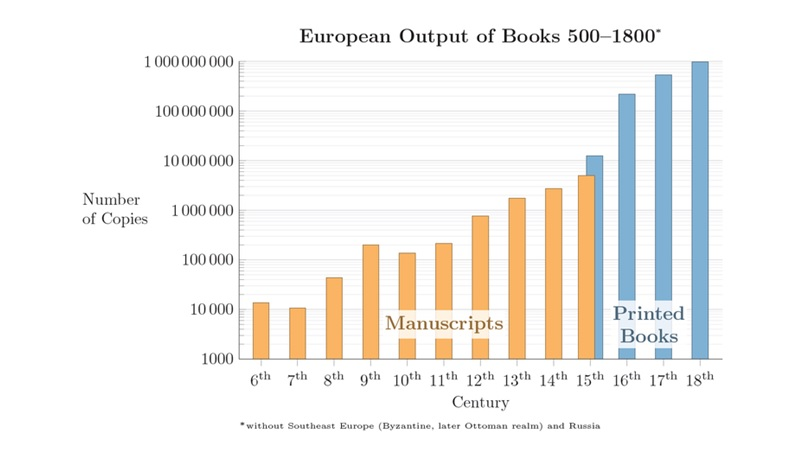 European Output of Books 500–1800*
1 000 000 000
100 000 000
10 000 000
Number
of Copies
1 000 000
100 000
10 000
1000
Manuscripts
Printed
Books
6th 7th 8th 9th 10th 11th 12th 13th 14th 15th 16th 17th 18th
Century
*without Southeast Europe (Byzantine, later Ottoman realm) and Russia